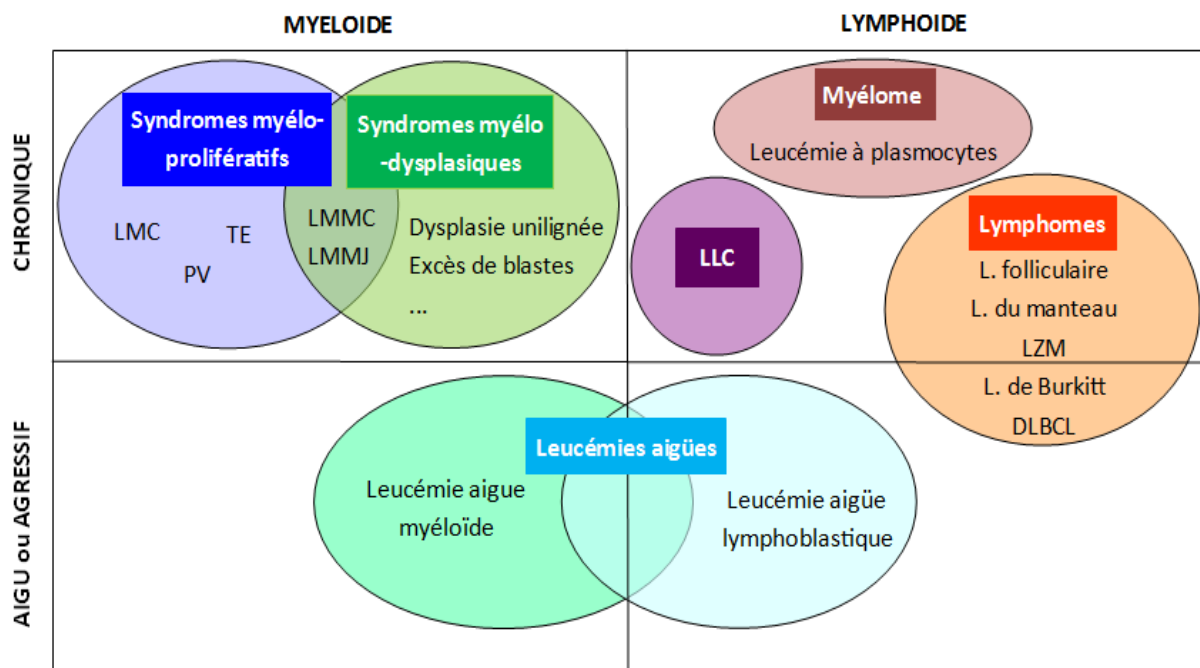 MYELOIDE
LYMPHOIDE
CHRONIQUE
Syndromes myélo-
prolifératifs
Syndromes myélo
-dysplasiques
LMC
TE
PV
LMMC
LMMJ
Dysplasie unilignée
Excès de blastes
...
Myélome
Leucémie à plasmocytes
LLC
Lymphomes
L. folliculaire
L. du manteau
LZM
L. de Burkitt
DLBCL
AIGU ou AGRESSIF
Leucémies aigües
Leucémie aigue
myéloïde
Leucémie aigüe
lymphoblastique